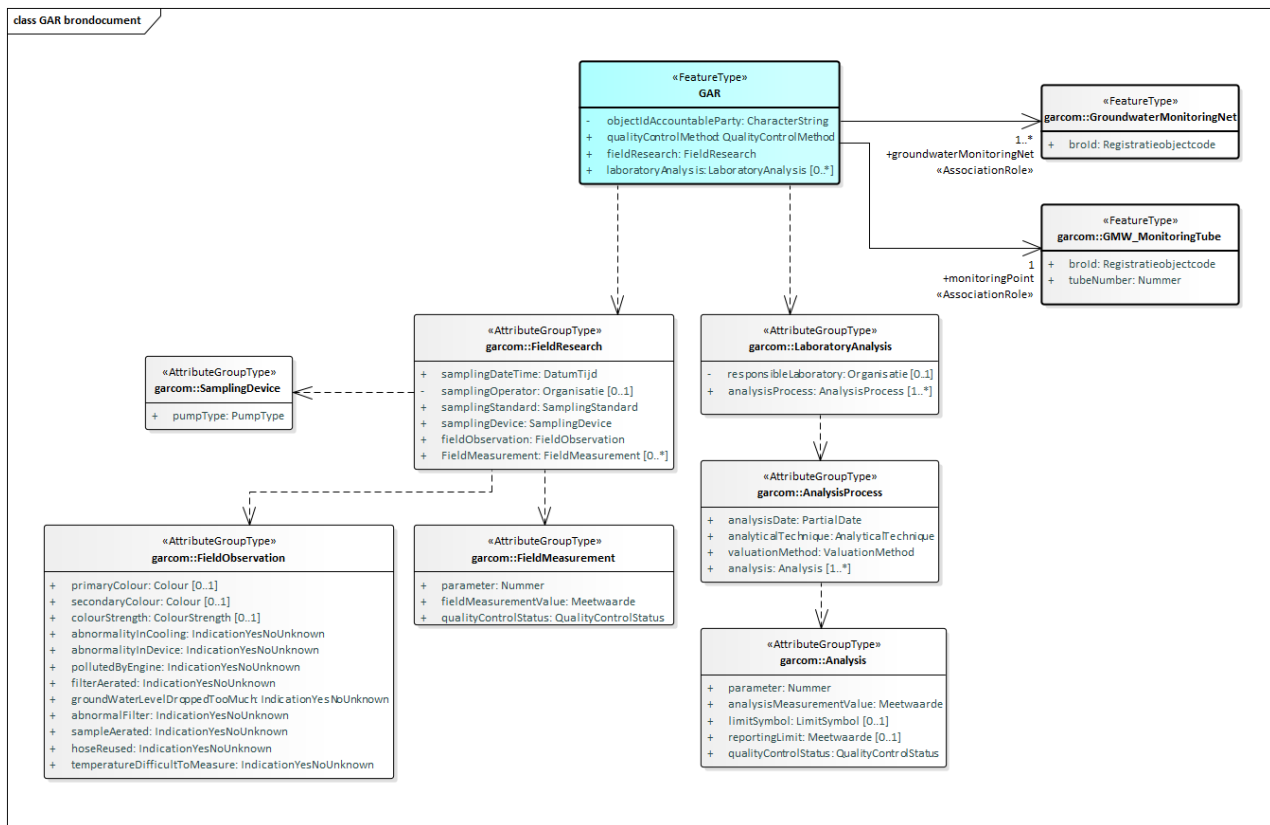 class GAR brondocument
«FeatureType»
GAR
- objectIdAccountableParty: CharacterString
+ qualityControlMethod: QualityControlMethod
+ fieldResearch: FieldResearch
+ laboratoryAnalysis: LaboratoryAnalysis [0..*]
«FeatureType»
garcom::GroundwaterMonitoringNet
+ broId: Registratieobjectcode
1..*
+groundwaterMonitoringNet
«AssociationRole»
«FeatureType»
garcom::GMW_MonitoringTube
+ broId: Registratieobjectcode
+ tubeNumber: Nummer
1
+monitoringPoint
«AssociationRole»
«AttributeGroupType»
garcom::SamplingDevice
+ pumpType: PumpType
«AttributeGroupType»
garcom::FieldResearch
+ samplingDateTime: DatumTijd
- samplingOperator: Organisatie [0..1]
+ samplingStandard: SamplingStandard
+ samplingDevice: SamplingDevice
+ fieldObservation: FieldObservation
+ FieldMeasurement: FieldMeasurement [0..*]
«AttributeGroupType»
garcom::LaboratoryAnalysis
- responsibleLaboratory: Organisatie [0..1]
+ analysisProcess: AnalysisProcess [1..*]
«AttributeGroupType»
garcom::AnalysisProcess
+ analysisDate: PartialDate
+ analyticalTechnique: AnalyticalTechnique
+ valuationMethod: ValuationMethod
+ analysis: Analysis [1..*]
«AttributeGroupType»
garcom::FieldObservation
+ primaryColour: Colour [0..1]
+ secondaryColour: Colour [0..1]
+ colourStrength: ColourStrength [0..1]
+ abnormalityInCooling: IndicationYesNoUnknown
+ abnormalityInDevice: IndicationYesNoUnknown
+ pollutedByEngine: IndicationYesNoUnknown
+ filterAerated: IndicationYesNoUnknown
+ groundWaterLevelDroppedTooMuch: IndicationYesNoUnknown
+ abnormalFilter: IndicationYesNoUnknown
+ sampleAerated: IndicationYesNoUnknown
+ hoseReused: IndicationYesNoUnknown
+ temperatureDifficultToMeasure: IndicationYesNoUnknown
«AttributeGroupType»
garcom::FieldMeasurement
+ parameter: Nummer
+ fieldMeasurementValue: Meetwaarde
+ qualityControlStatus: QualityControlStatus
«AttributeGroupType»
garcom::Analysis
+ parameter: Nummer
+ analysisMeasurementValue: Meetwaarde
+ limitSymbol: LimitSymbol [0..1]
+ reportingLimit: Meetwaarde [0..1]
+ qualityControlStatus: QualityControlStatus